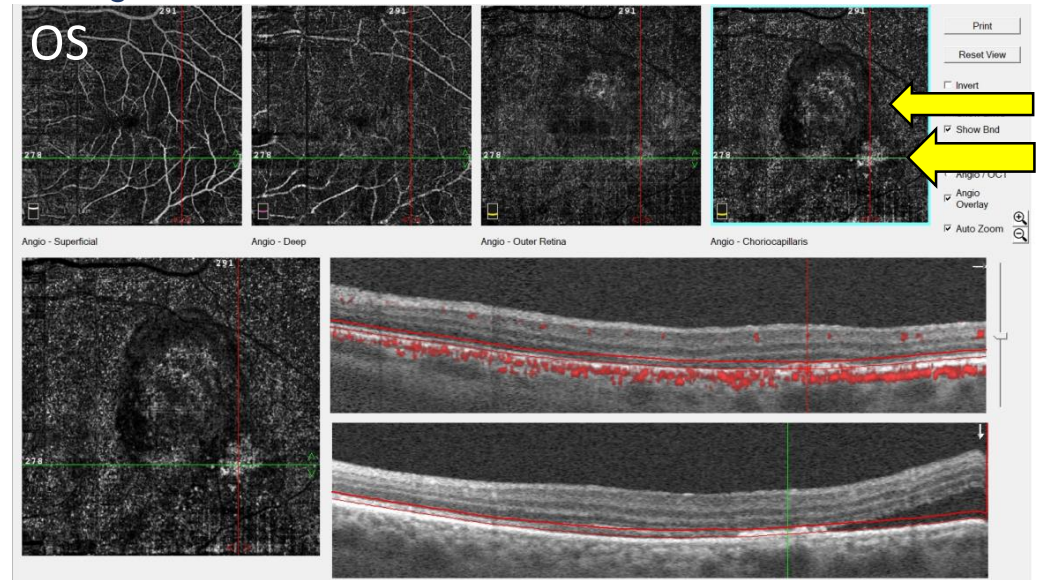 OS
291
291
291
291
278
278
278
278
Print
Reset View
Invert
Show Bnd
Angio / OCT
Angio
Overlay
Auto Zoom
Angio - Superficial
Angio - Deep
Angio - Outer Retina
Angio - Choriocapillaris
291
278